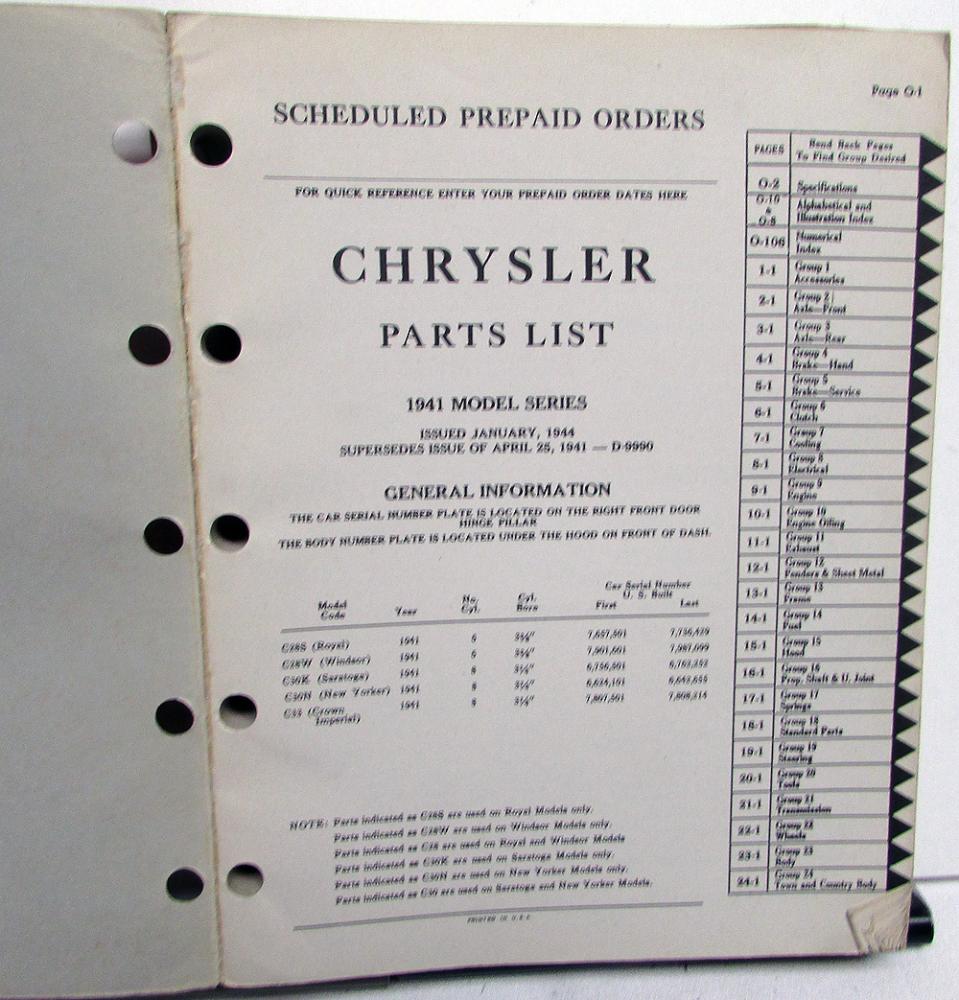 Page O-1
SCHEDULED PREPAID ORDERS
FOR QUICK REFERENCE ENTER YOUR PREPAID ORDER DATES HERE
CHRYSLER
PARTS LIST
1941 MODEL SERIES
ISSUED JANUARY, 1944
SUPERSEDES ISSUE OF APRIL 25, 1941 — D-9990
GENERAL INFORMATION
THE CAR SERIAL NUMBER PLATE IS LOCATED ON THE RIGHT FRONT DOOR
HINGE PILLAR
THE BODY NUMBER PLATE IS LOCATED UNDER THE HOOD ON FRONT OF DASH.
Car Serial Number
U. S. Built
Model Code Year No. Cyl. Cyl. Bore First Last
C28S (Royal) 1941 6
C28W (Windsor) 1941 6
C30K (Saratoga) 1941 8
C30N (New Yorker) 1941 8
C33 (Crown 1941 8
Imperial)
NOTE: Parts indicated as C28S are used on Royal Models only.
Parts indicated as C28W are used on Windsor Models only.
Parts indicated as C28 are used on Royal and Windsor Models
Parts indicated as C30K are used on Saratoga Models only.
Parts indicated as C30N are used on New Yorker Models only.
Parts indicated as C30 are used on Saratoga and New Yorker Models.
PRINTED IN U.S.A.
PAGES Bend Back Pages
To Find Group Desired
O-2 Specifications
O-10 & O-8 Alphabetical and
Illustration Index
O-106 Numerical
Index
1-1 Group 1
Accessories
2-1 Group 2
Axle—Front
3-1 Group 3
Axle—Rear
4-1 Group 4
Brake—Hand
5-1 Group 5
Brake—Service
6-1 Group 6
Clutch
7-1 Group 7
Cooling
8-1 Group 8
Electrical
9-1 Group 9
Engine
10-1 Group 10
Engine Oiling
11-1 Group 11
Exhaust
12-1 Group 12
Fenders & Sheet Metal
13-1 Group 13
Frame
14-1 Group 14
Fuel
15-1 Group 15
Hood
16-1 Group 16
Prop. Shaft & U. Joint
17-1 Group 17
Springs
18-1 Group 18
Standard Parts
19-1 Group 19
Steering
20-1 Group 20
Tools
21-1 Group 21
Transmission
22-1 Group 22
Wheels
23-1 Group 23
Body
24-1 Group 24
Town and Country Body